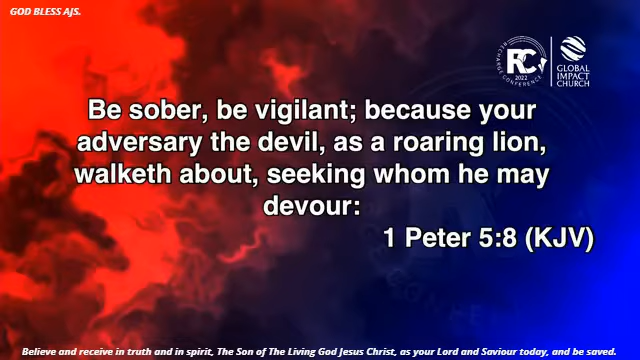 GOD BLESS AJS.
RECHARGE CONFERENCE
RC
2022
GLOBAL
IMPACT
CHURCH
Be sober, be vigilant; because your
adversary the devil, as a roaring lion,
walketh about, seeking whom he may
devour:
1 Peter 5:8 (KJV)
Believe and receive in truth and in spirit, The Son of The Living God Jesus Christ, as your Lord and Saviour today, and be saved.